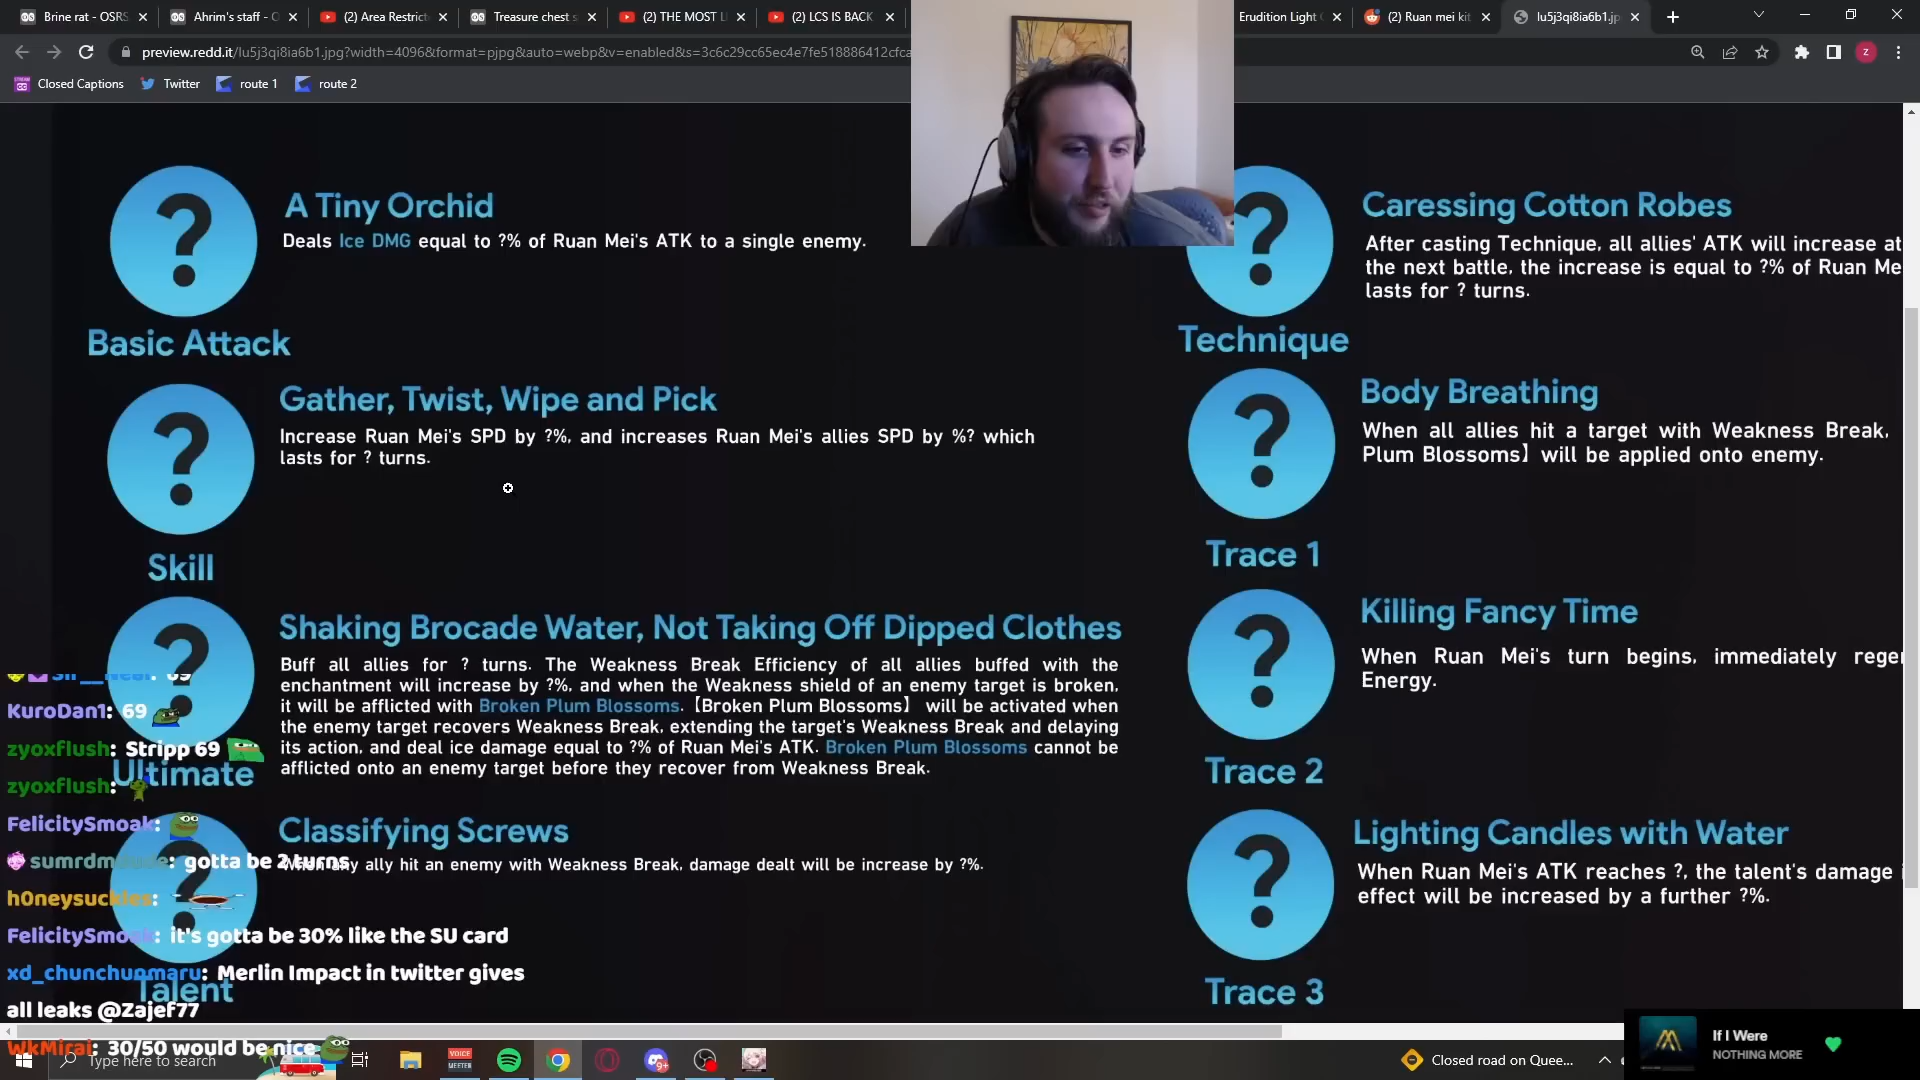 Brine rat - OSRS
Ahrim's staff - O
(2) Area Restrict
Treasure chest s
(2) THE MOST L
(2) LCS IS BACK
Erudition Light C
(2) Ruan mei kit
lu5j3qi8ia6b1.jp
preview.redd.it/lu5j3qi8ia6b1.jpg?width=4096&format=pjpg&auto=webp&v=enabled&s=3c6c29cc65ec4e7fe518886412cfca
z
Closed Captions
Twitter
route 1
route 2
A Tiny Orchid
Deals Ice DMG equal to ?% of Ruan Mei's ATK to a single enemy.
Basic Attack
Gather, Twist, Wipe and Pick
Increase Ruan Mei's SPD by ?%, and increases Ruan Mei's allies SPD by %? which
lasts for ? turns.
Skill
Shaking Brocade Water, Not Taking Off Dipped Clothes
Buff all allies for ? turns. The Weakness Break Efficiency of all allies buffed with the
enchantment will increase by ?%, and when the Weakness shield of an enemy target is broken,
it will be afflicted with Broken Plum Blossoms. 【Broken Plum Blossoms】 will be activated when
the enemy target recovers Weakness Break, extending the target's Weakness Break and delaying
its action, and deal ice damage equal to ?% of Ruan Mei's ATK. Broken Plum Blossoms cannot be
afflicted onto an enemy target before they recover from Weakness Break.
Ultimate
Classifying Screws
any ally hit an enemy with Weakness Break, damage dealt will be increase by ?%.
Talent
Caressing Cotton Robes
After casting Technique, all allies' ATK will increase at
the next battle, the increase is equal to ?% of Ruan Me
lasts for ? turns.
Technique
Body Breathing
When all allies hit a target with Weakness Break,
Plum Blossoms】 will be applied onto enemy.
Trace 1
Killing Fancy Time
When Ruan Mei's turn begins, immediately rege
Energy.
Trace 2
Lighting Candles with Water
When Ruan Mei's ATK reaches ?, the talent's damage
effect will be increased by a further ?%.
Trace 3
69
KuroDan1: 69
zyoxflush: Stripp 69
zyoxflush:
FelicitySmoak:
gotta be 2 turns
h0neysuckles:
FelicitySmoak: it's gotta be 30% like the SU card
xd_chunchunmaru: Merlin Impact in twitter gives
all leaks @Zajef77
WkMirai: 30/50 would be nice
Type here to search
VOICE
MEETER
9+
Closed road on Quee...
If I Were
NOTHING MORE